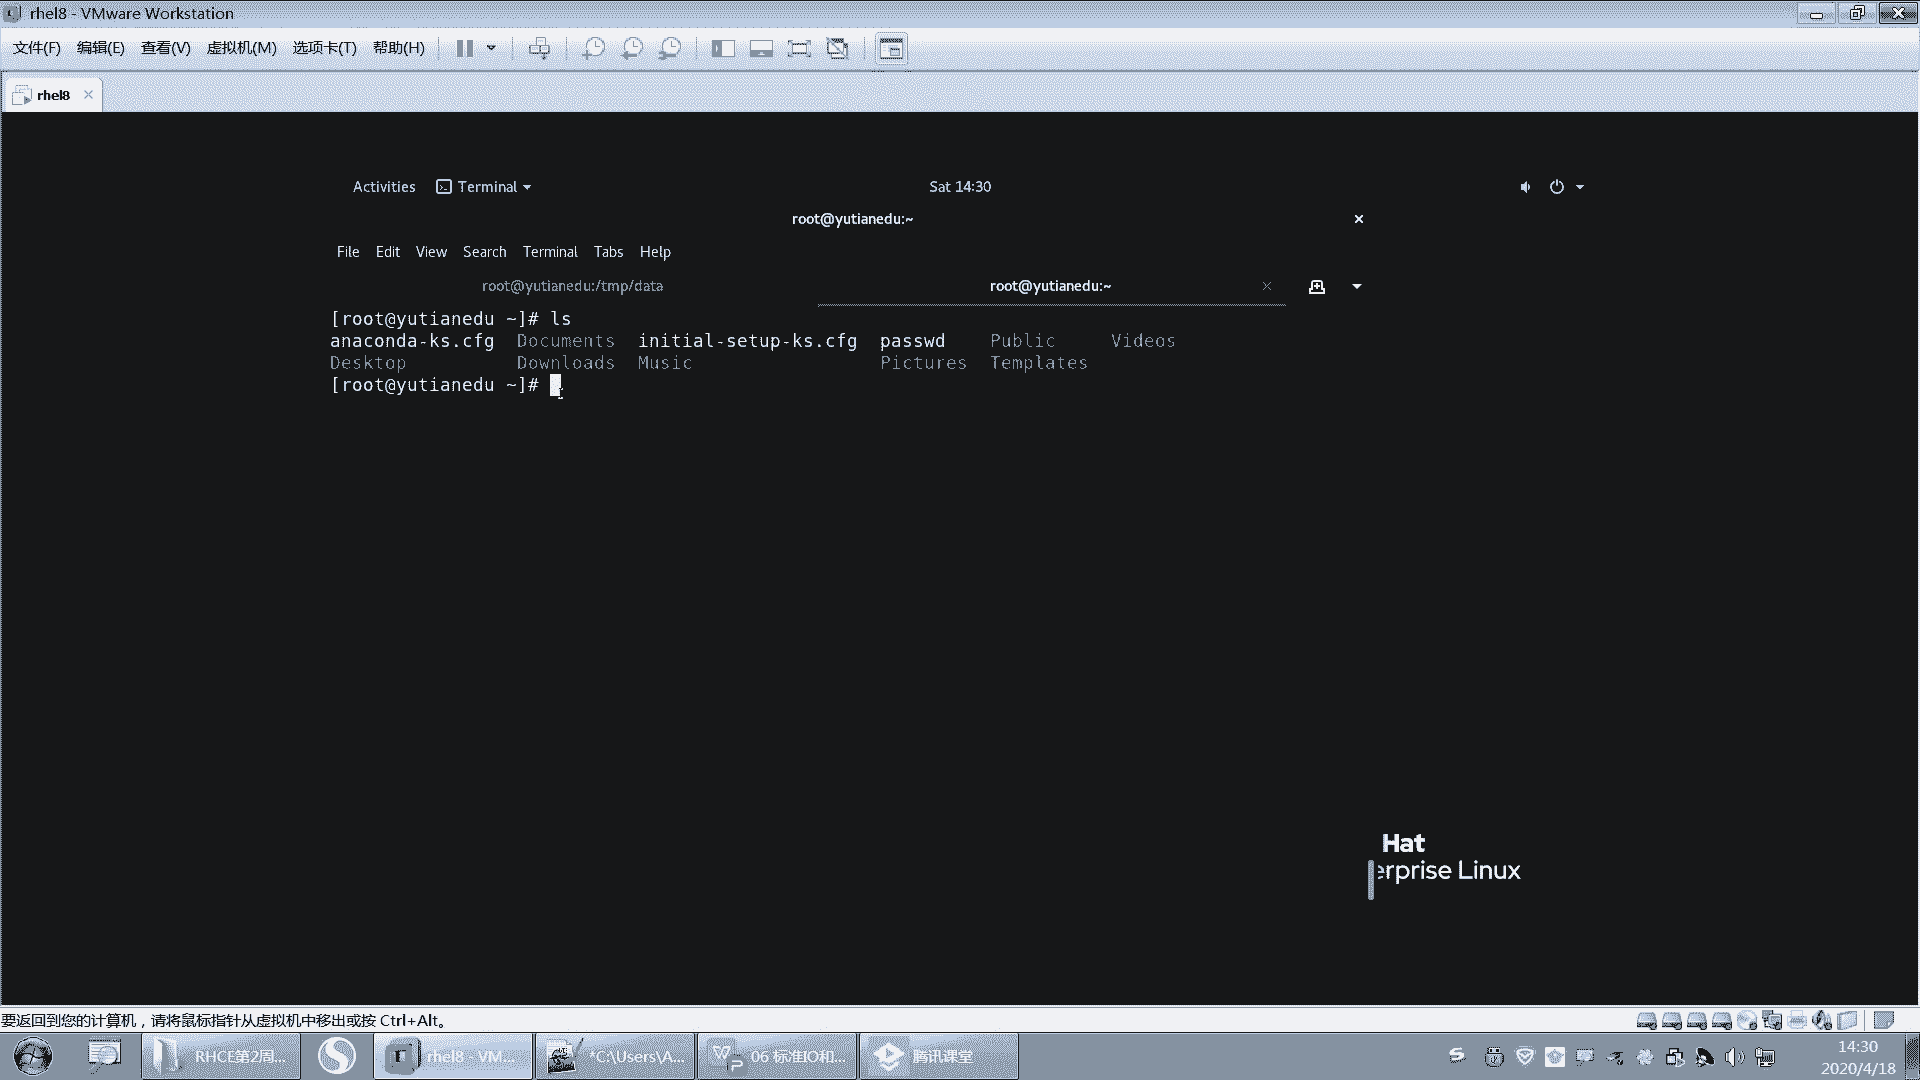 rhel8 - VMware Workstation
文件(F) 编辑(E) 查看(V) 虚拟机(M) 选项卡(T) 帮助(H)
rhel8
Activities Terminal Sat 14:30
root@yutianedu:~
File Edit View Search Terminal Tabs Help
root@yutianedu:/tmp/data root@yutianedu:~
[root@yutianedu ~]# ls
anaconda-ks.cfg Documents initial-setup-ks.cfg passwd Public Videos
Desktop Downloads Music Pictures Templates
[root@yutianedu ~]#
Hat
erprise Linux
要返回到您的计算机，请将鼠标指针从虚拟机中移出或按 Ctrl+Alt。
RHCE第2周... rhel8 - VM... *C:\Users\A... 06 标准IO和... 腾讯课堂
14:30
2020/4/18